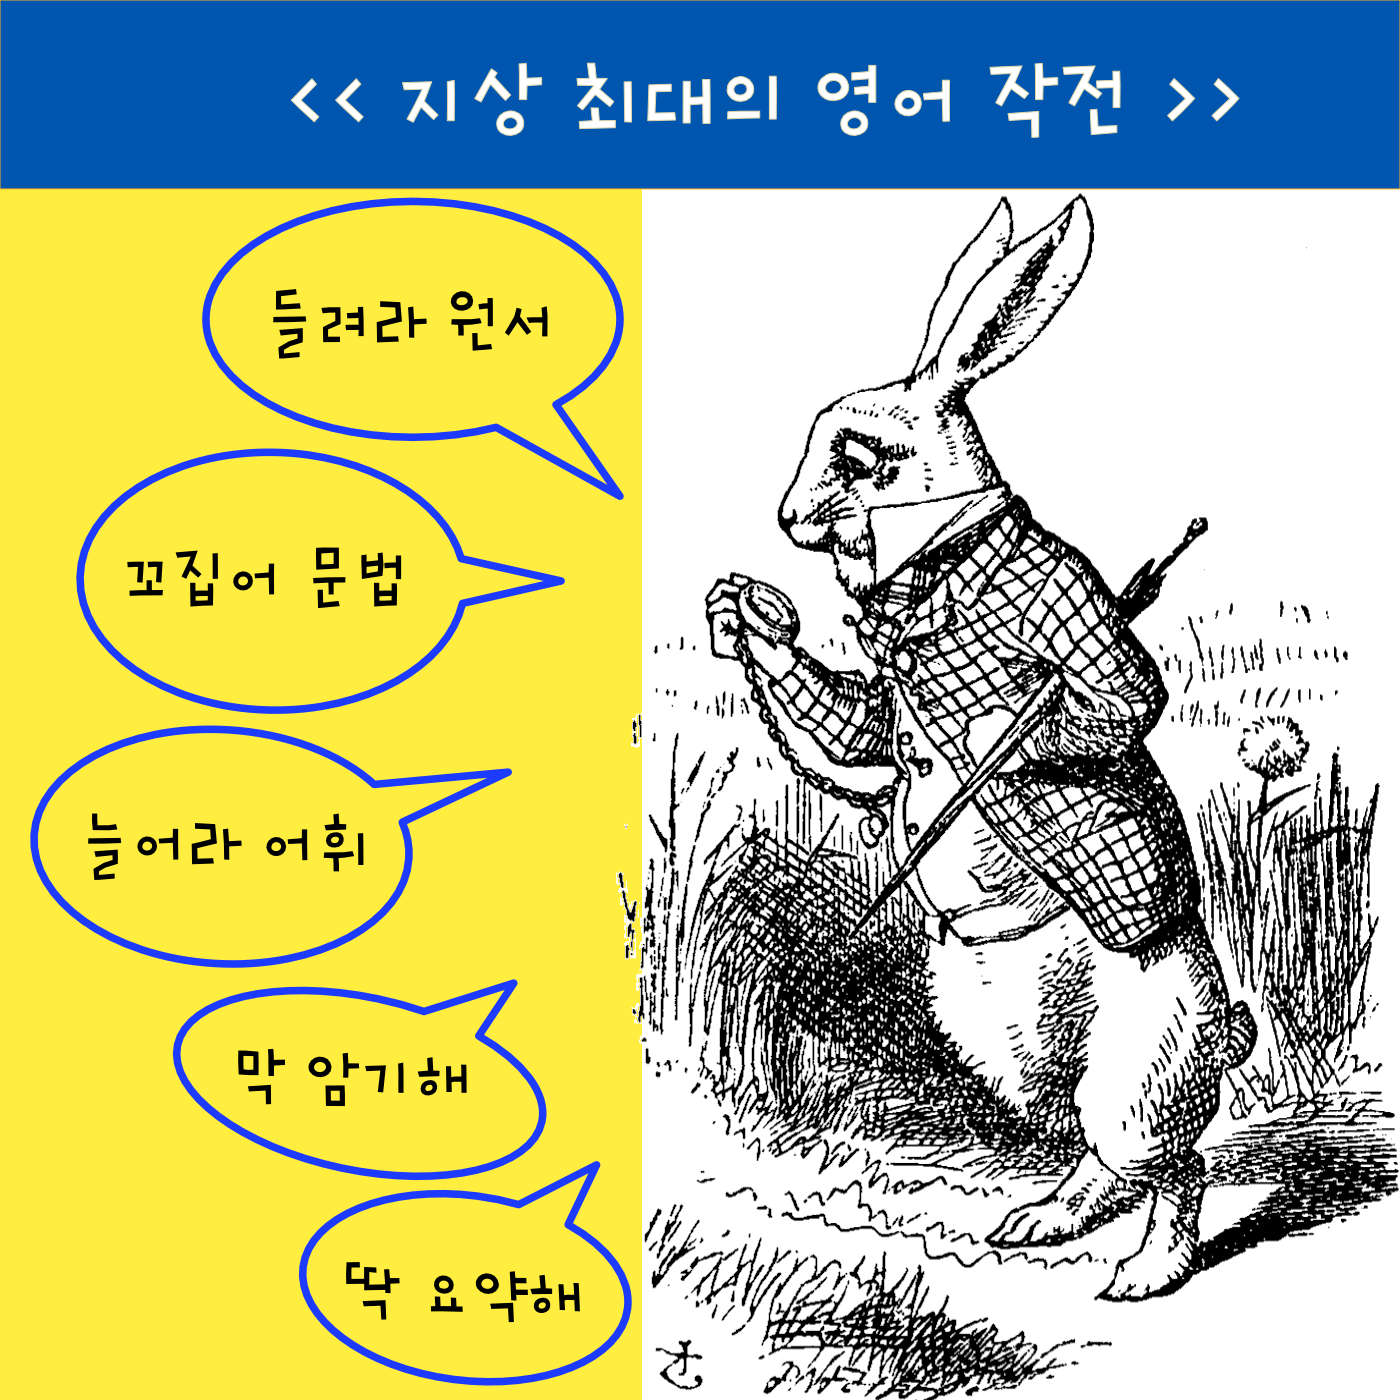 << 지상 최대의 영어 작전 >>
들려라 원서
꼬집어 문법
늘어라 어휘
막 암기해
딱 요약해